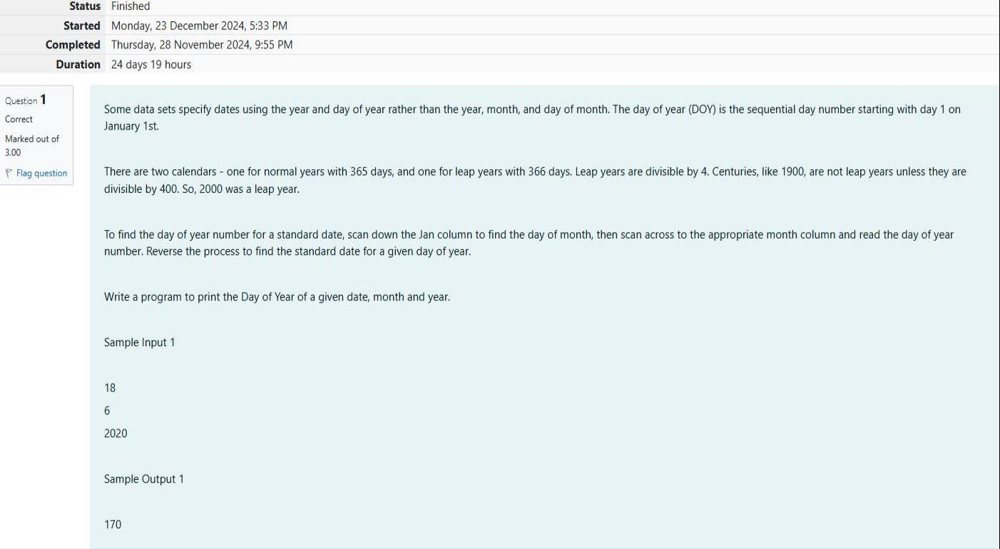 Status Finished
Started Monday, 23 December 2024, 5:33 PM
Completed Thursday, 28 November 2024, 9:55 PM
Duration 24 days 19 hours
Question 1
Correct
Marked out of
3.00
Flag question
Some data sets specify dates using the year and day of year rather than the year, month, and day of month. The day of year (DOY) is the sequential day number starting with day 1 on
January 1st.
There are two calendars - one for normal years with 365 days, and one for leap years with 366 days. Leap years are divisible by 4. Centuries, like 1900, are not leap years unless they are
divisible by 400. So, 2000 was a leap year.
To find the day of year number for a standard date, scan down the Jan column to find the day of month, then scan across to the appropriate month column and read the day of year
number. Reverse the process to find the standard date for a given day of year.
Write a program to print the Day of Year of a given date, month and year.
Sample Input 1
18
6
2020
Sample Output 1
170